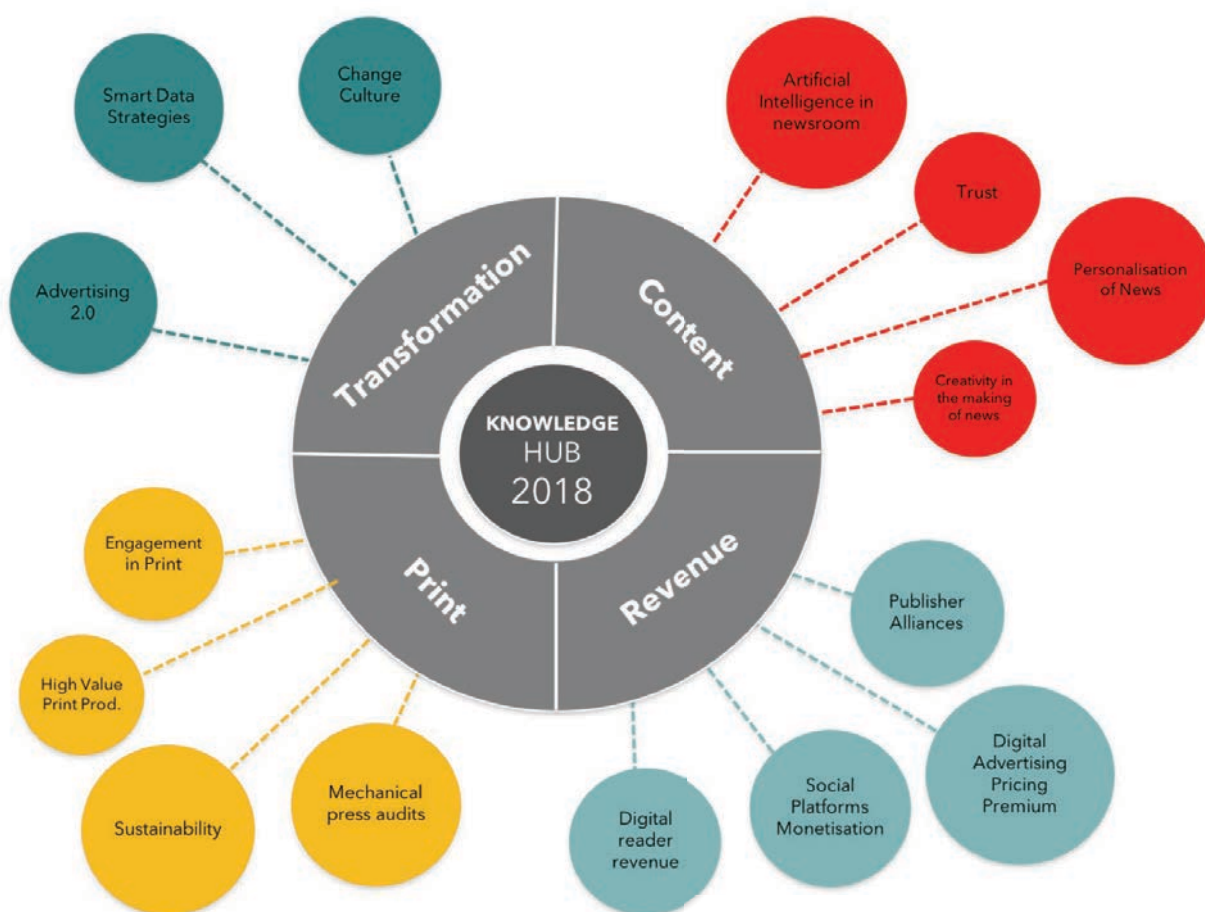 Smart Data
Strategies
Change
Culture
Advertising
2.0
Artificial
Intelligence in
newsroom
Trust
Personalisation
of News
Creativity in
the making
of news
Transformation
Content
KNOWLEDGE
HUB
2018
Print
Revenue
Engagement
in Print
High Value
Print Prod.
Sustainability
Mechanical
press audits
Publisher
Alliances
Digital
Advertising
Pricing
Premium
Social
Platforms
Monetisation
Digital
reader
revenue